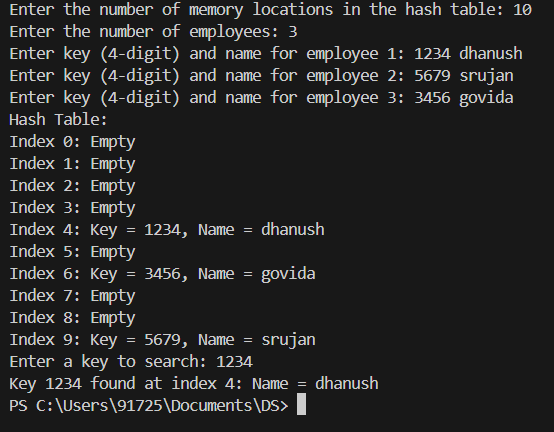 Enter the number of memory locations in the hash table: 10
Enter the number of employees: 3
Enter key (4-digit) and name for employee 1: 1234 dhanush
Enter key (4-digit) and name for employee 2: 5679 srujan
Enter key (4-digit) and name for employee 3: 3456 govida
Hash Table:
Index 0: Empty
Index 1: Empty
Index 2: Empty
Index 3: Empty
Index 4: Key = 1234, Name = dhanush
Index 5: Empty
Index 6: Key = 3456, Name = govida
Index 7: Empty
Index 8: Empty
Index 9: Key = 5679, Name = srujan
Enter a key to search: 1234
Key 1234 found at index 4: Name = dhanush
PS C:\Users\91725\Documents\DS>